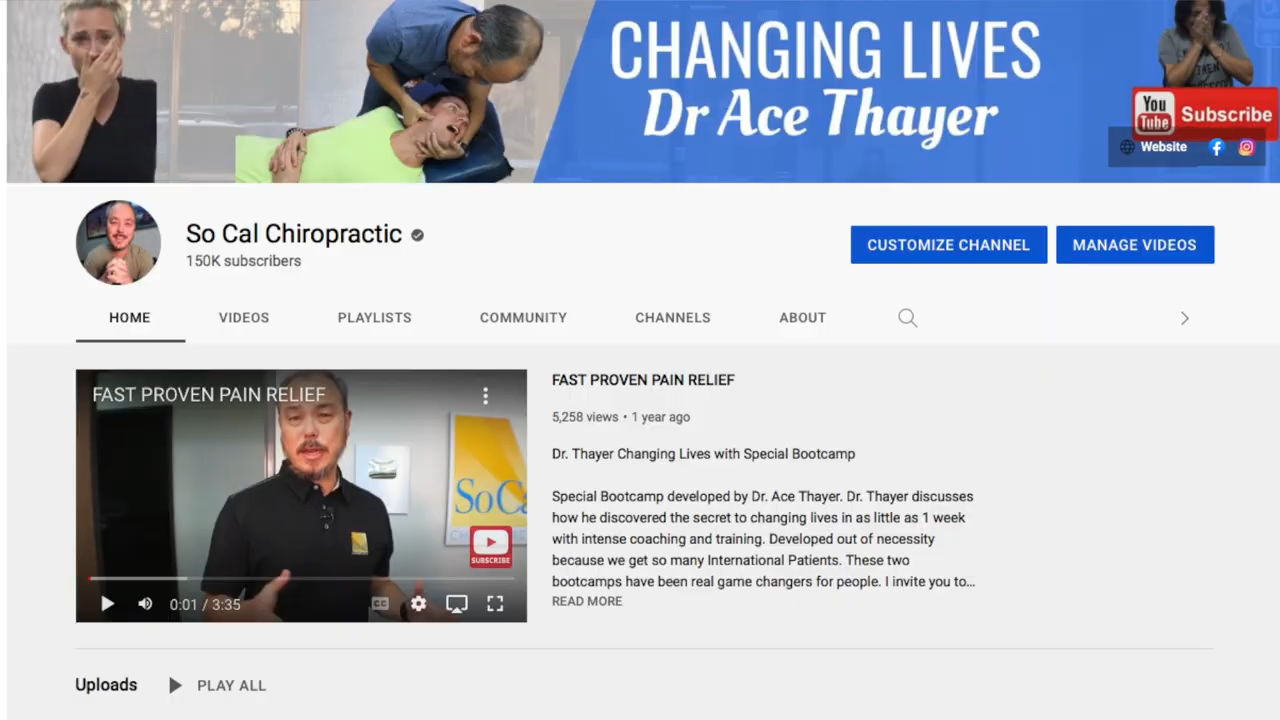 CHANGING LIVES
Dr Ace Thayer
You
Tube
Subscribe
Website
So Cal Chiropractic
150K subscribers
CUSTOMIZE CHANNEL
MANAGE VIDEOS
HOME
VIDEOS
PLAYLISTS
COMMUNITY
CHANNELS
ABOUT
FAST PROVEN PAIN RELIEF
So Ca
SUBSCRIBE
0:01 / 3:35
CC
FAST PROVEN PAIN RELIEF
5,258 views • 1 year ago
Dr. Thayer Changing Lives with Special Bootcamp
Special Bootcamp developed by Dr. Ace Thayer. Dr. Thayer discusses
how he discovered the secret to changing lives in as little as 1 week
with intense coaching and training. Developed out of necessity
because we get so many International Patients. These two
bootcamps have been real game changers for people. I invite you to...
READ MORE
Uploads
PLAY ALL